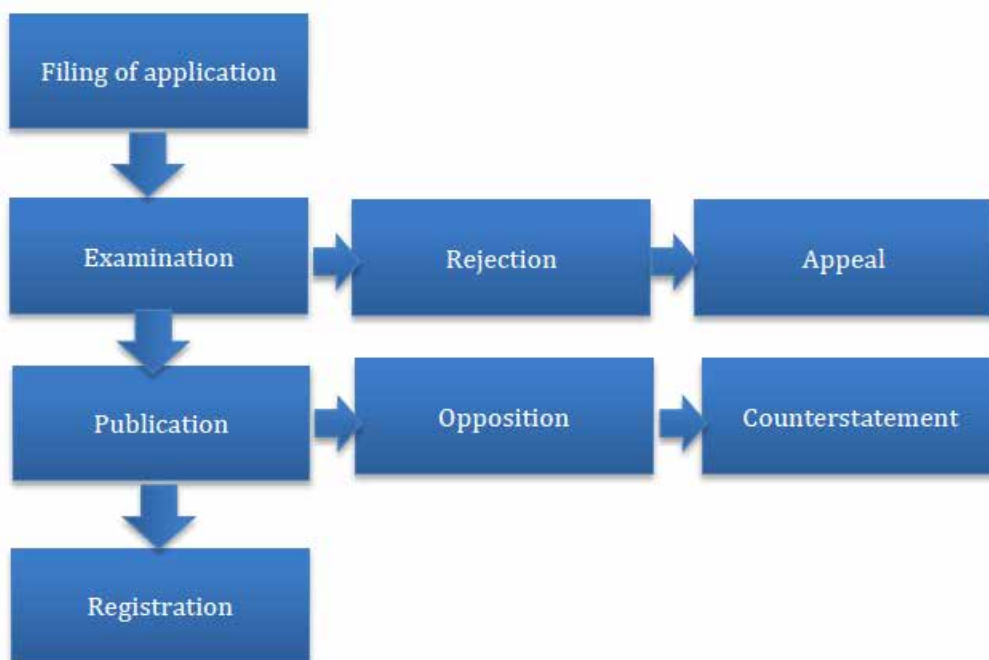 Filing of application
Examination
Rejection
Appeal
Publication
Opposition
Counterstatement
Registration